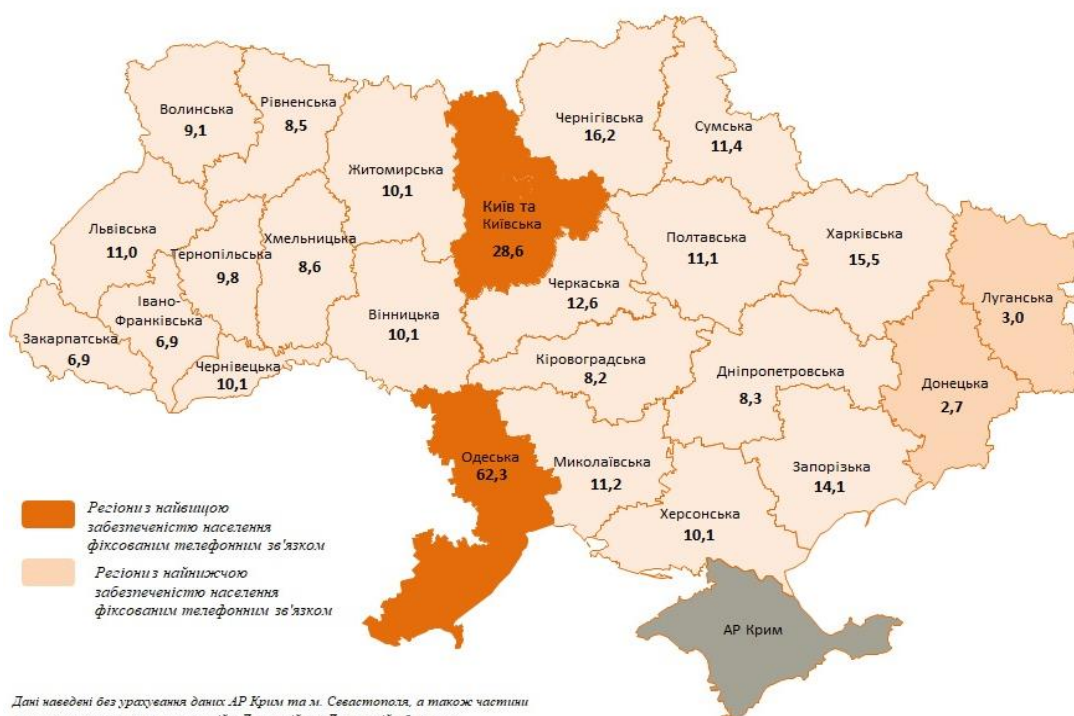 Волинська
9,1
Рівненська
8,5
Житомирська
10,1
Київ та
Київська
28,6
Чернігівська
16,2
Сумська
11,4
Львівська
11,0
Тернопільська
9,8
Хмельницька
8,6
Полтавська
11,1
Харківська
15,5
Луганська
3,0
Закарпатська
6,9
Івано-
Франківська
6,9
Чернівецька
10,1
Вінницька
10,1
Черкаська
12,6
Кіровоградська
8,2
Дніпропетровська
8,3
Донецька
2,7
Одеська
62,3
Миколаївська
11,2
Запорізька
14,1
Херсонська
10,1
АР Крим
Регіони з найвищою
забезпеченістю населення
фіксованим телефонним зв'язком
Регіони з найнижчою
забезпеченістю населення
фіксованим телефонним зв'язком
Дані наведені без урахування даних АР Крим та м. Севастополя, а також частини